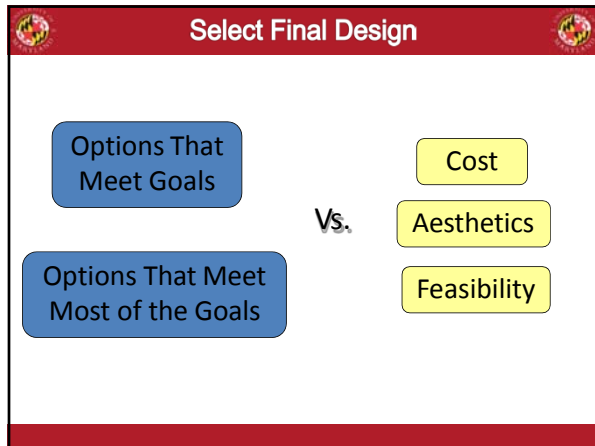 Select Final Design
Options That
Meet Goals
Options That Meet
Most of the Goals
Vs.
Cost
Aesthetics
Feasibility